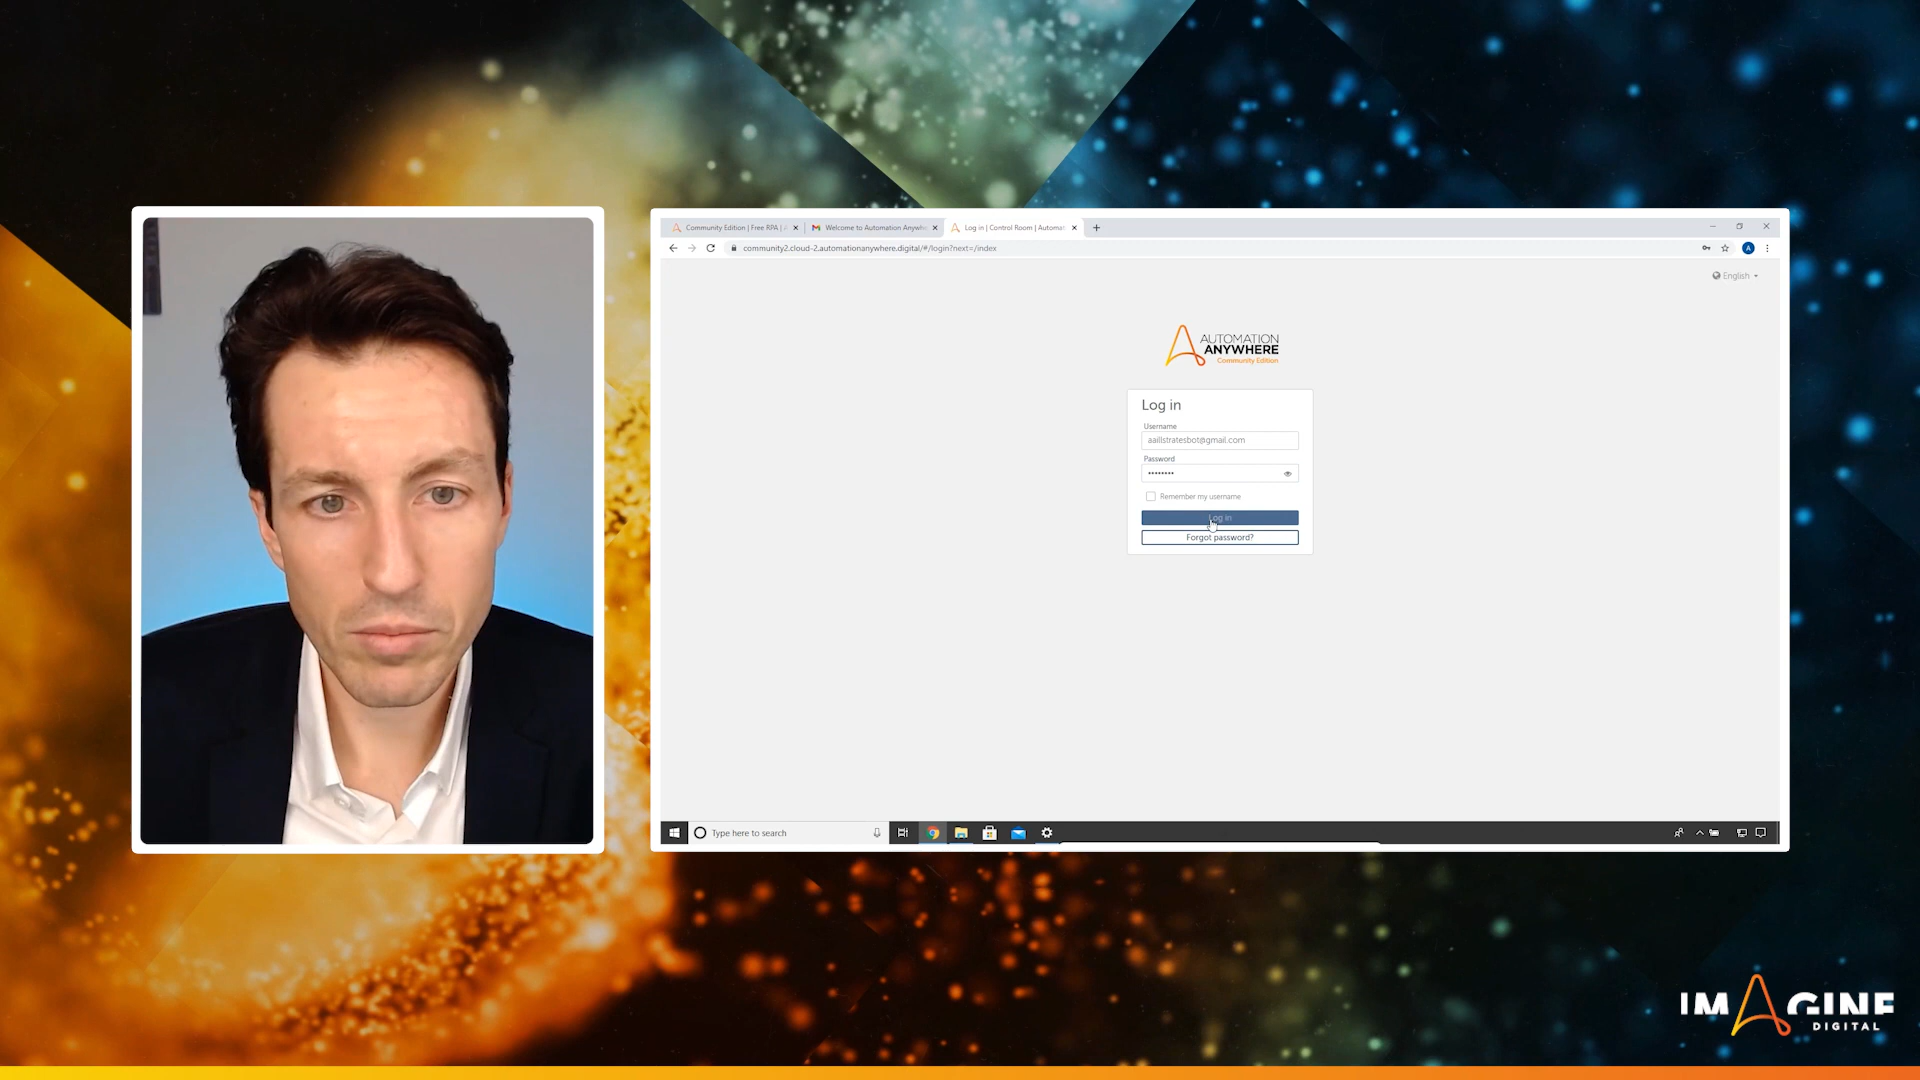 Community Edition | Free RPA | A
Welcome to Automation Anywhe
Log in | Control Room | Automat
community2.cloud-2.automationanywhere.digital/#/login?next=/index
A
English
AUTOMATION
ANYWHERE
Community Edition
Log in
Username
aaillstratesbot@gmail.com
Password
Remember my username
Log in
Forgot password?
Type here to search
IMAGINE
DIGITAL